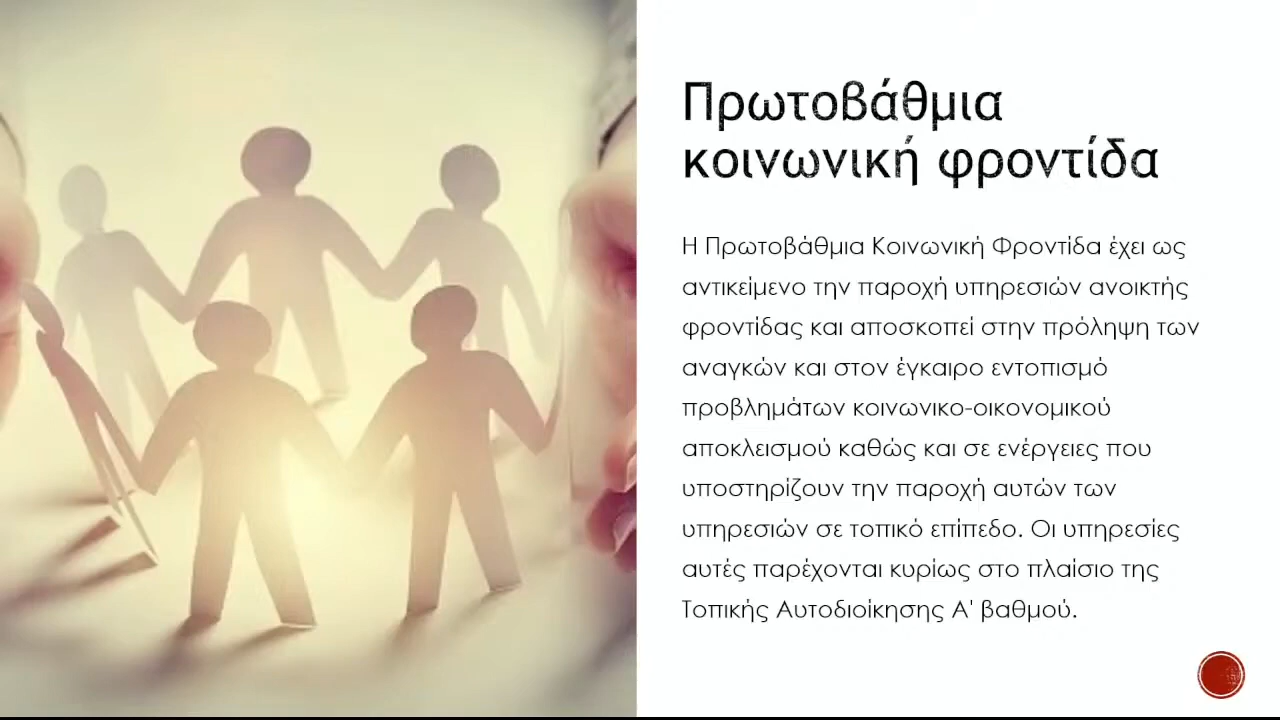 Πρωτοβάθμια
κοινωνική φροντίδα
Η Πρωτοβάθμια Κοινωνική Φροντίδα έχει ως
αντικείμενο την παροχή υπηρεσιών ανοικτής
φροντίδας και αποσκοπεί στην πρόληψη των
αναγκών και στον έγκαιρο εντοπισμό
προβλημάτων κοινωνικο-οικονομικού
αποκλεισμού καθώς και σε ενέργειες που
υποστηρίζουν την παροχή αυτών των
υπηρεσιών σε τοπικό επίπεδο. Οι υπηρεσίες
αυτές παρέχονται κυρίως στο πλαίσιο της
Τοπικής Αυτοδιοίκησης Α' βαθμού.